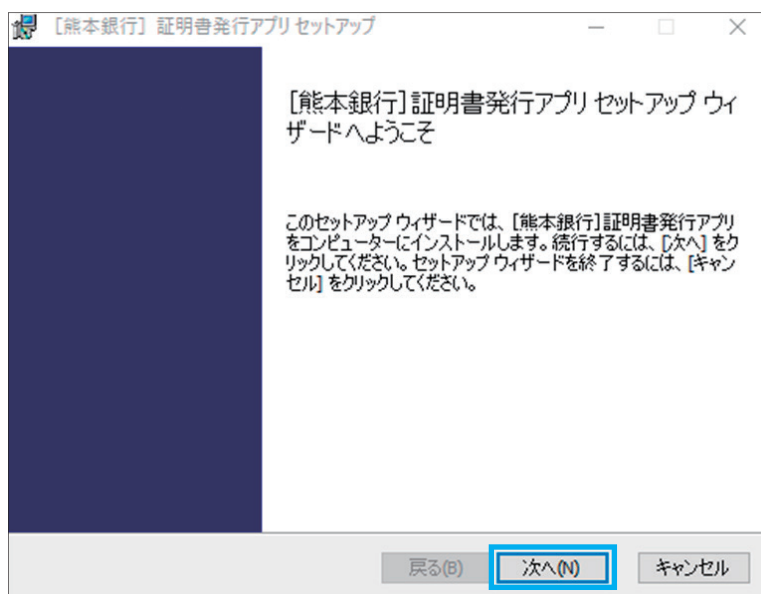 [熊本銀行] 証明書発行アプリ セットアップ
[熊本銀行]証明書発行アプリ セットアップ ウィ
ザードへようこそ
このセットアップ ウィザードでは、[熊本銀行]証明書発行アプリ
をコンピューターにインストールします。続行するには、[次へ] をク
リックしてください。セットアップ ウィザードを終了するには、[キャン
セル] をクリックしてください。
戻る(B) 次へ(N) キャンセル